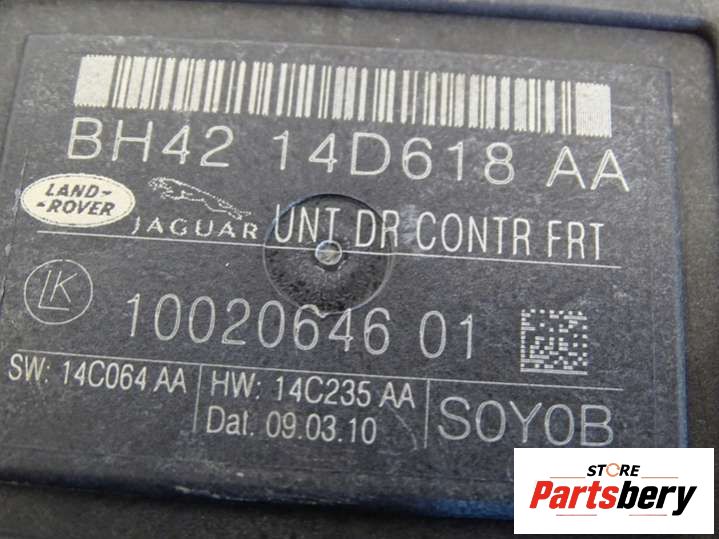 BH42 14D618 AA
LAND-
ROVER
JAGUAR UNT DR CONTR FRT
LK
10020646 01
SW: 14C064 AA
HW: 14C235 AA
Dat. 09.03.10
SOYOB
STORE
Partsbery